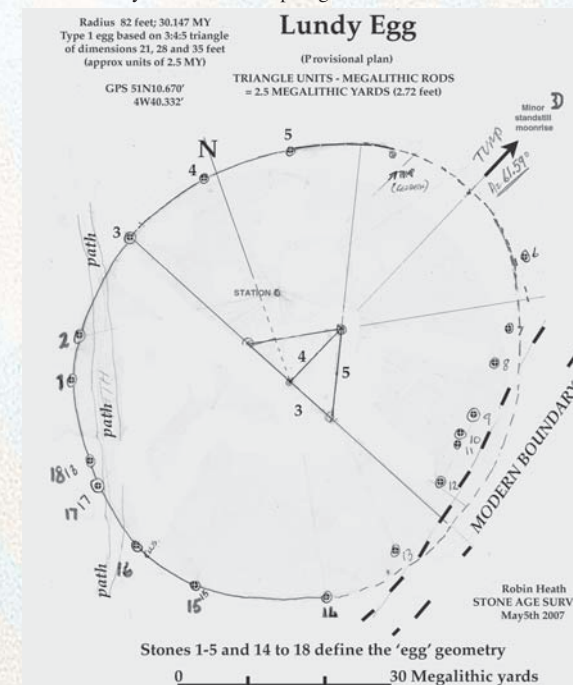 Lundy Egg
Radius 82 feet; 30.147 MY
Type 1 egg based on 3:4:5 triangle
of dimensions 21, 28 and 35 feet
(approx units of 2.5 MY)
GPS 51N10.670'
4W40.332'
(Provisional plan)
TRIANGLE UNITS - MEGALITHIC RODS
= 2.5 MEGALITHIC YARDS (2.72 feet)
Minor
standstill
moonrise
TUMP
Az 61.59°
N
5
4
3
path
STATION
6
7
8
9
10
11
12
13
4
5
3
2
1
path
18 18
17 17
16
path
15 15
14
MODERN BOUNDARY
Robin Heath
STONE AGE SURV
May5th 2007
Stones 1-5 and 14 to 18 define the 'egg' geometry
0 30 Megalithic yards